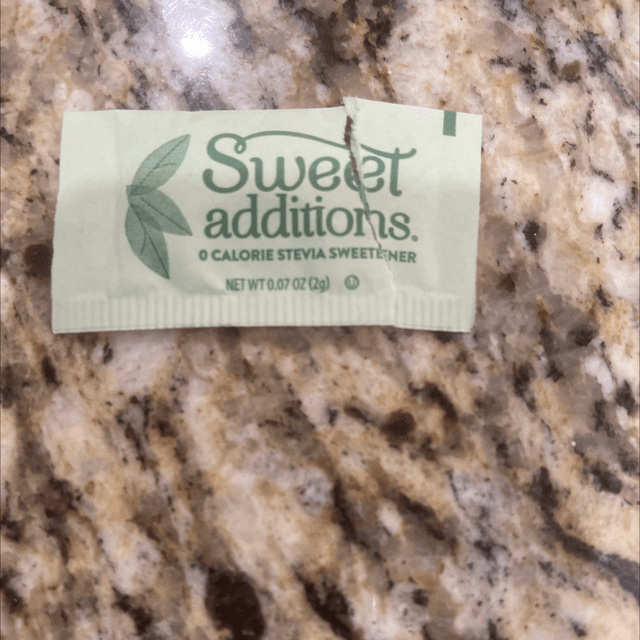 Sweet
additions.
0 CALORIE STEVIA SWEETENER
NET WT 0.07 OZ (2g)